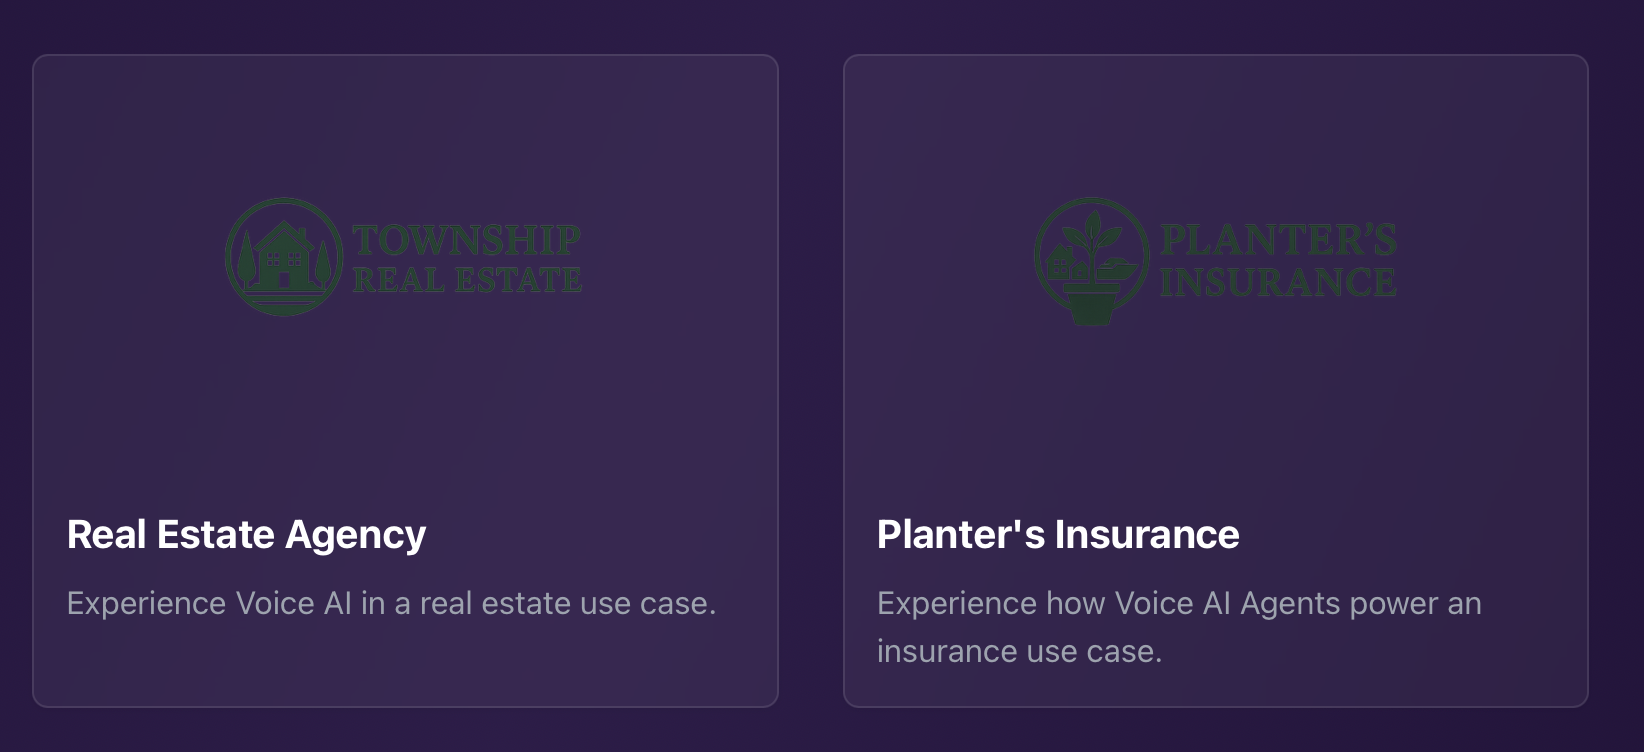 TOWNSHIP
REAL ESTATE
Real Estate Agency
Experience Voice AI in a real estate use case.
PLANTER'S
INSURANCE
Planter's Insurance
Experience how Voice AI Agents power an
insurance use case.